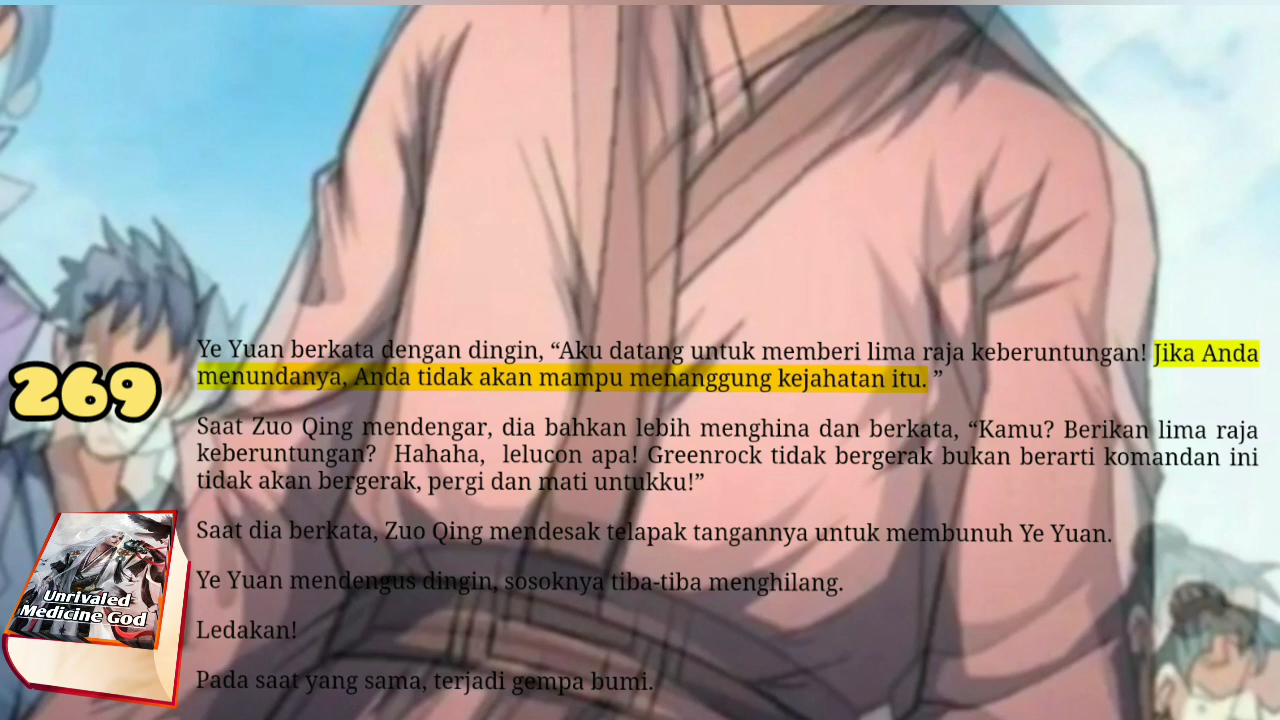 Ye Yuan berkata dengan dingin, “Aku datang untuk memberi lima raja keberuntungan! Jika Anda
menundanya, Anda tidak akan mampu menanggung kejahatan itu. ”
269
Saat Zuo Qing mendengar, dia bahkan lebih menghina dan berkata, “Kamu? Berikan lima raja
keberuntungan? Hahaha, lelucon apa! Greenrock tidak bergerak bukan berarti komandan ini
tidak akan bergerak, pergi dan mati untukku!”
Saat dia berkata, Zuo Qing mendesak telapak tangannya untuk membunuh Ye Yuan.
Ye Yuan mendengus dingin, sosoknya tiba-tiba menghilang.
Unrivaled
Medicine God
Ledakan!
Pada saat yang sama, terjadi gempa bumi.